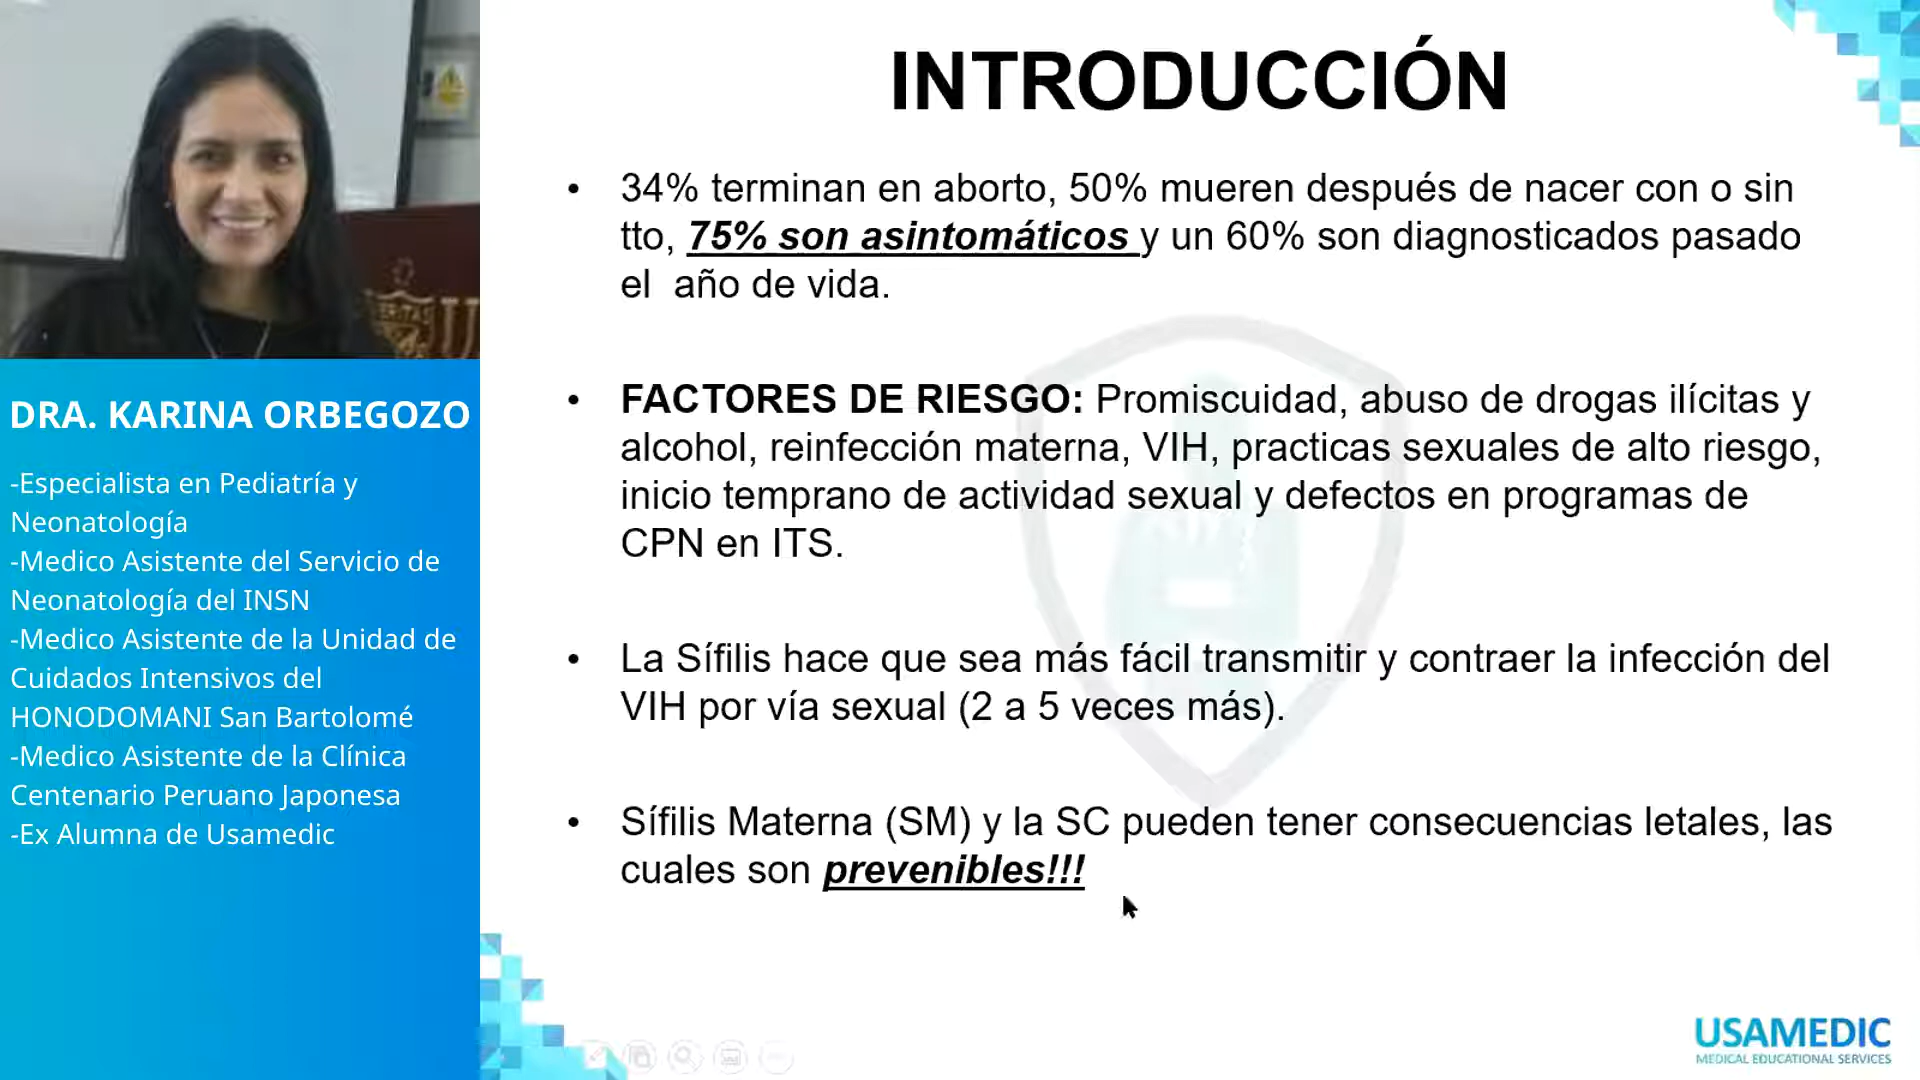 DRA. KARINA ORBEGOZO
-Especialista en Pediatría y
Neonatología
-Medico Asistente del Servicio de
Neonatología del INSN
-Medico Asistente de la Unidad de
Cuidados Intensivos del
HONODOMANI San Bartolomé
-Medico Asistente de la Clínica
Centenario Peruano Japonesa
-Ex Alumna de Usamedic
INTRODUCCIÓN
• 34% terminan en aborto, 50% mueren después de nacer con o sin
tto, 75% son asintomáticos y un 60% son diagnosticados pasado
el  año de vida.
• FACTORES DE RIESGO: Promiscuidad, abuso de drogas ilícitas y
alcohol, reinfección materna, VIH, practicas sexuales de alto riesgo,
inicio temprano de actividad sexual y defectos en programas de
CPN en ITS.
• La Sífilis hace que sea más fácil transmitir y contraer la infección del
VIH por vía sexual (2 a 5 veces más).
• Sífilis Materna (SM) y la SC pueden tener consecuencias letales, las
cuales son prevenibles!!!
USAMEDIC
MEDICAL EDUCATIONAL SERVICES